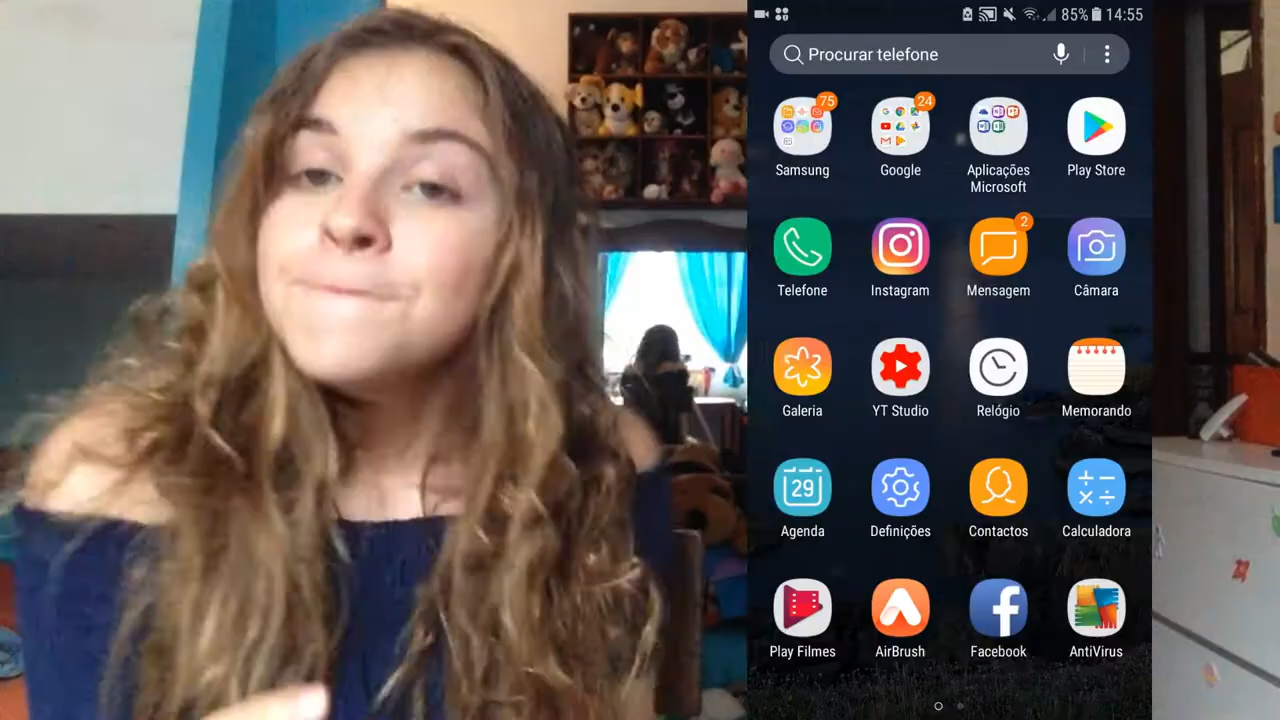 85% 14:55
Procurar telefone
75
24
Samsung
Google
Aplicações
Microsoft
Play Store
2
Telefone
Instagram
Mensagem
Câmara
Galeria
YT Studio
Relógio
Memorando
29
Agenda
Definições
Contactos
Calculadora
Play Filmes
AirBrush
Facebook
AntiVirus